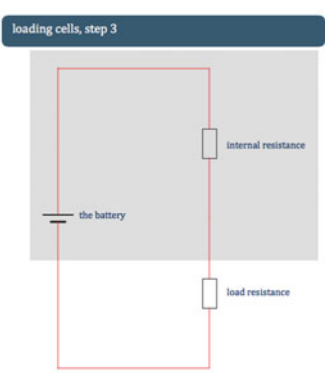 loading cells, step 3
internal resistance
the battery
load resistance